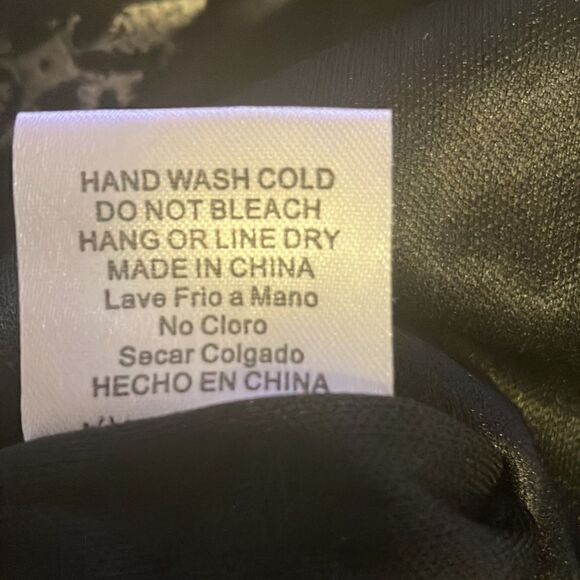 HAND WASH COLD
DO NOT BLEACH
HANG OR LINE DRY
MADE IN CHINA
Lave Frio a Mano
No Cloro
Secar Colgado
HECHO EN CHINA